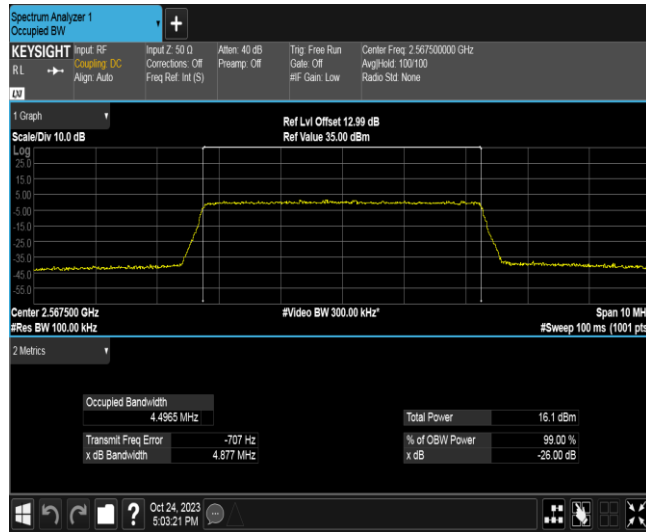 Spectrum Analyzer 1
Occupied BW
+
KEYSIGHT
RL
LXI
Input: RF
Coupling: DC
Align: Auto
Input Z: 50 Ω
Corrections: Off
Freq Ref: Int (S)
Atten: 40 dB
Preamp: Off
Trig: Free Run
Gate: Off
#IF Gain: Low
Center Freq: 2.567500000 GHz
Avg|Hold: 100/100
Radio Std: None
1 Graph
Scale/Div 10.0 dB
Ref Lvl Offset 12.99 dB
Ref Value 35.00 dBm
Log
25.0
15.0
5.00
-5.00
-15.0
-25.0
-35.0
-45.0
-55.0
Center 2.567500 GHz
#Video BW 300.00 kHz*
Span 10 MH
#Res BW 100.00 kHz
#Sweep 100 ms (1001 pts
2 Metrics
Occupied Bandwidth
4.4965 MHz
Total Power 16.1 dBm
Transmit Freq Error -707 Hz
% of OBW Power 99.00 %
x dB Bandwidth 4.877 MHz
x dB -26.00 dB
?
Oct 24, 2023
5:03:21 PM